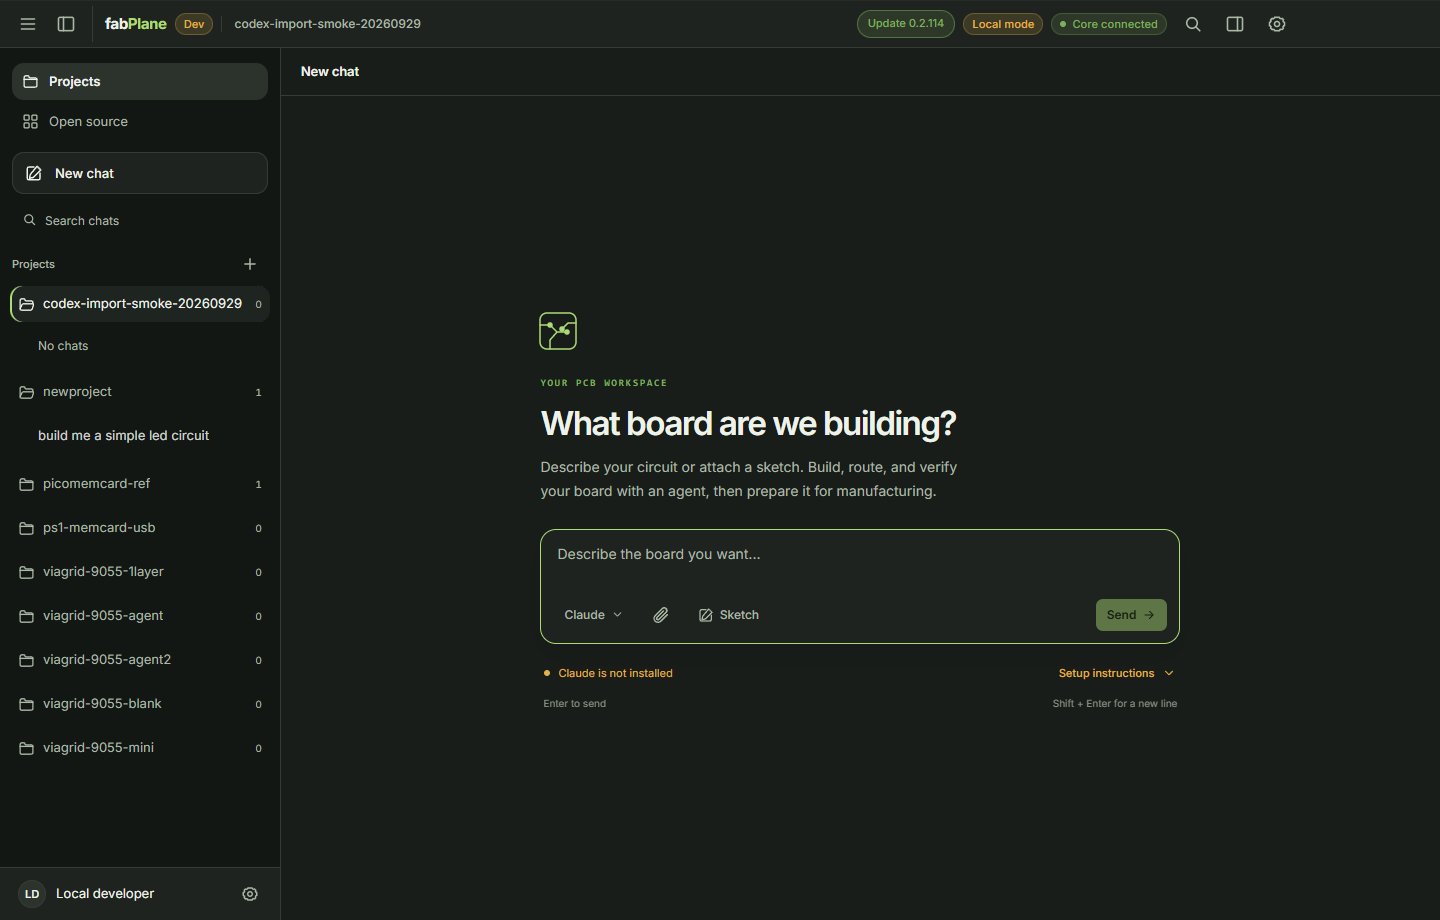 fabPlane
Dev
codex-import-smoke-20260929
Update 0.2.114
Local mode
Core connected
Projects
Open source
New chat
Search chats
Projects
codex-import-smoke-20260929 0
No chats
newproject 1
build me a simple led circuit
picomemcard-ref 1
ps1-memcard-usb 0
viagrid-9055-1layer 0
viagrid-9055-agent 0
viagrid-9055-agent2 0
viagrid-9055-blank 0
viagrid-9055-mini 0
LD Local developer
New chat
YOUR PCB WORKSPACE
What board are we building?
Describe your circuit or attach a sketch. Build, route, and verify
your board with an agent, then prepare it for manufacturing.
Describe the board you want...
Claude
Sketch
Send
Claude is not installed
Setup instructions
Enter to send
Shift + Enter for a new line